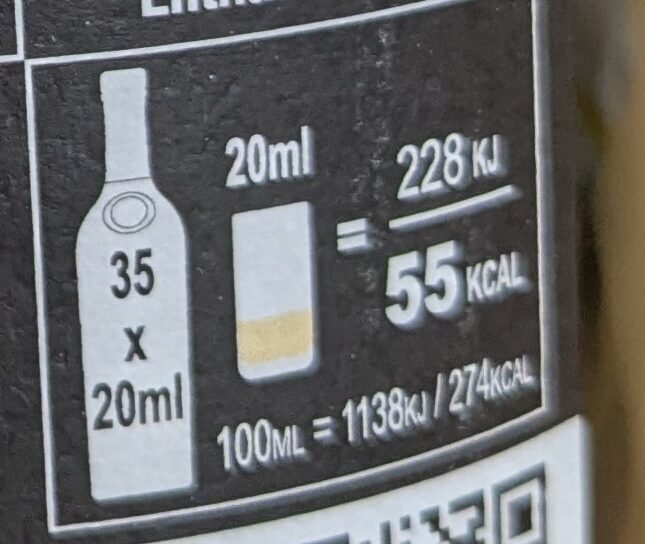 20ml
35
x
20ml
=
228 KJ
55 KCAL
100ML = 1138KJ / 274KCAL